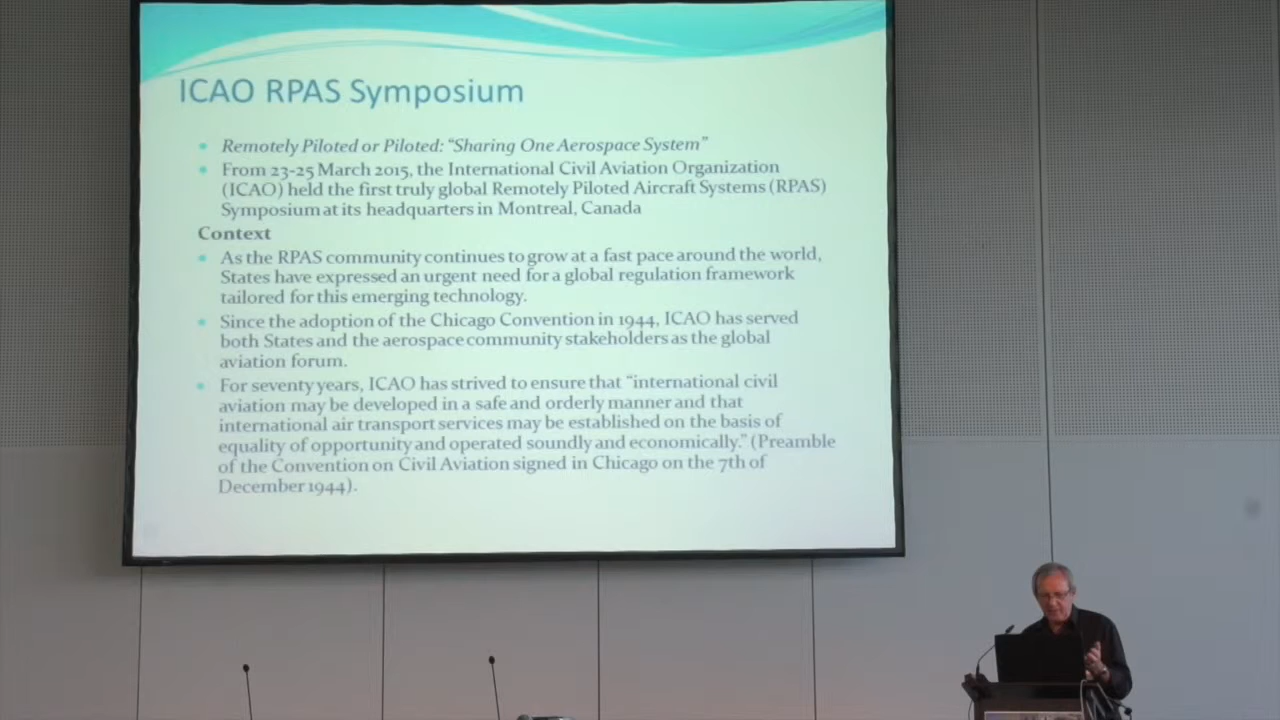 ICAO RPAS Symposium
Remotely Piloted or Piloted: “Sharing One Aerospace System”
From 23-25 March 2015, the International Civil Aviation Organization
(ICAO) held the first truly global Remotely Piloted Aircraft Systems (RPAS)
Symposium at its headquarters in Montreal, Canada
Context
As the RPAS community continues to grow at a fast pace around the world,
States have expressed an urgent need for a global regulation framework
tailored for this emerging technology.
Since the adoption of the Chicago Convention in 1944, ICAO has served
both States and the aerospace community stakeholders as the global
aviation forum.
For seventy years, ICAO has strived to ensure that “international civil
aviation may be developed in a safe and orderly manner and that
international air transport services may be established on the basis of
equality of opportunity and operated soundly and economically.” (Preamble
of the Convention on Civil Aviation signed in Chicago on the 7th of
December 1944).